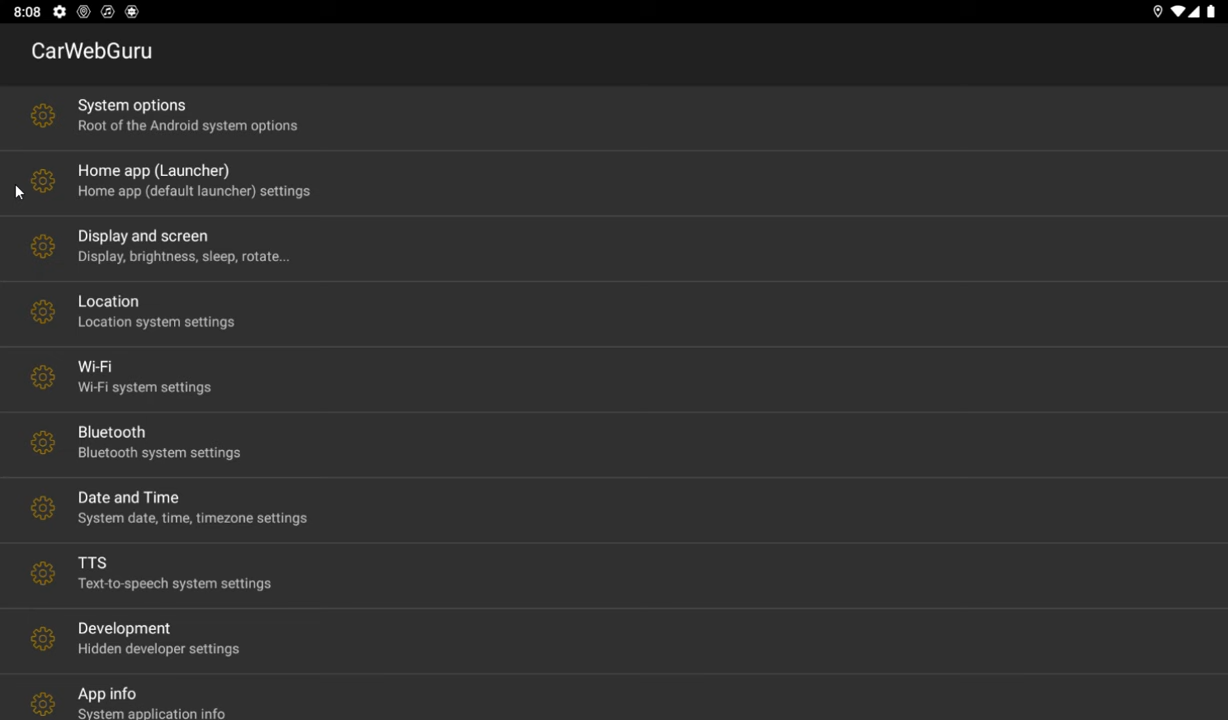 8:08
CarWebGuru
System options
Root of the Android system options
Home app (Launcher)
Home app (default launcher) settings
Display and screen
Display, brightness, sleep, rotate...
Location
Location system settings
Wi-Fi
Wi-Fi system settings
Bluetooth
Bluetooth system settings
Date and Time
System date, time, timezone settings
TTS
Text-to-speech system settings
Development
Hidden developer settings
App info
System application info